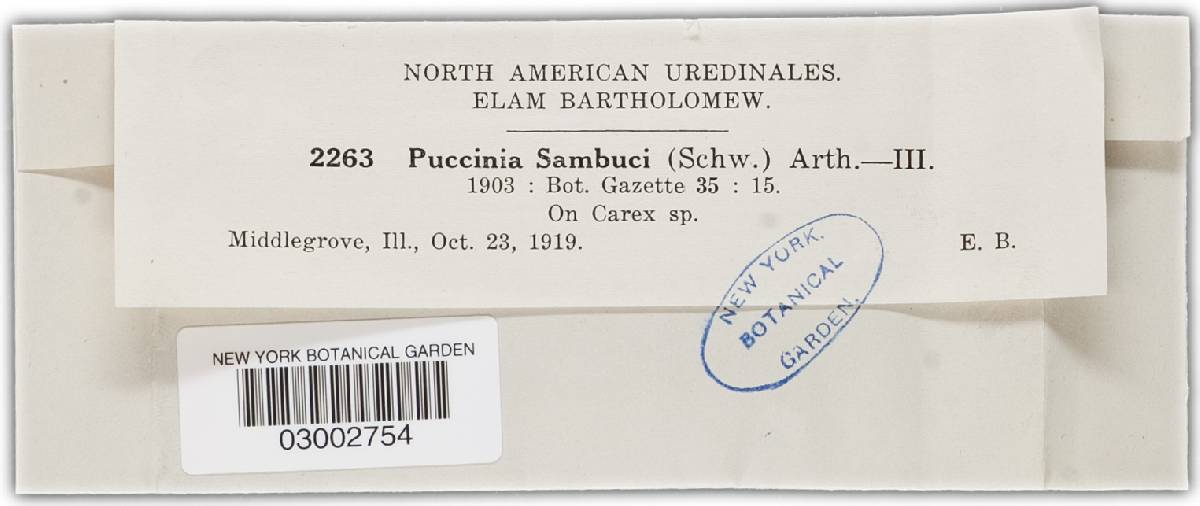 NORTH AMERICAN UREDINALES.
ELAM BARTHOLOMEW.
2263 Puccinia Sambuci (Schw.) Arth.—III.
1903 : Bot. Gazette 35 : 15.
On Carex sp.
Middlegrove, Ill., Oct. 23, 1919. E. B.
NEW YORK.
BOTANICAL
GARDEN.
NEW YORK BOTANICAL GARDEN
03002754